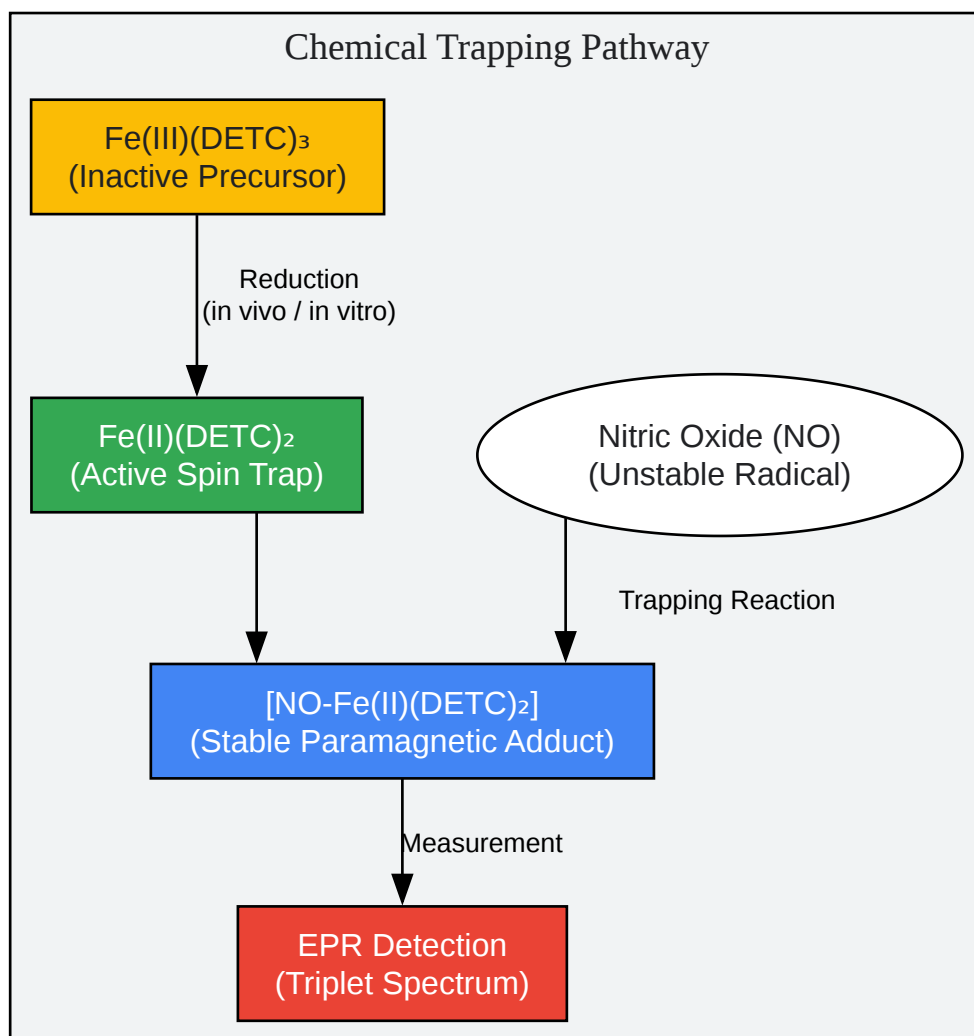 Chemical Trapping Pathway
Fe(III)(DETC)₃
(Inactive Precursor)
Reduction
(in vivo / in vitro)
Fe(II)(DETC)₂
(Active Spin Trap)
Nitric Oxide (NO)
(Unstable Radical)
Trapping Reaction
[NO-Fe(II)(DETC)₂]
(Stable Paramagnetic Adduct)
Measurement
EPR Detection
(Triplet Spectrum)